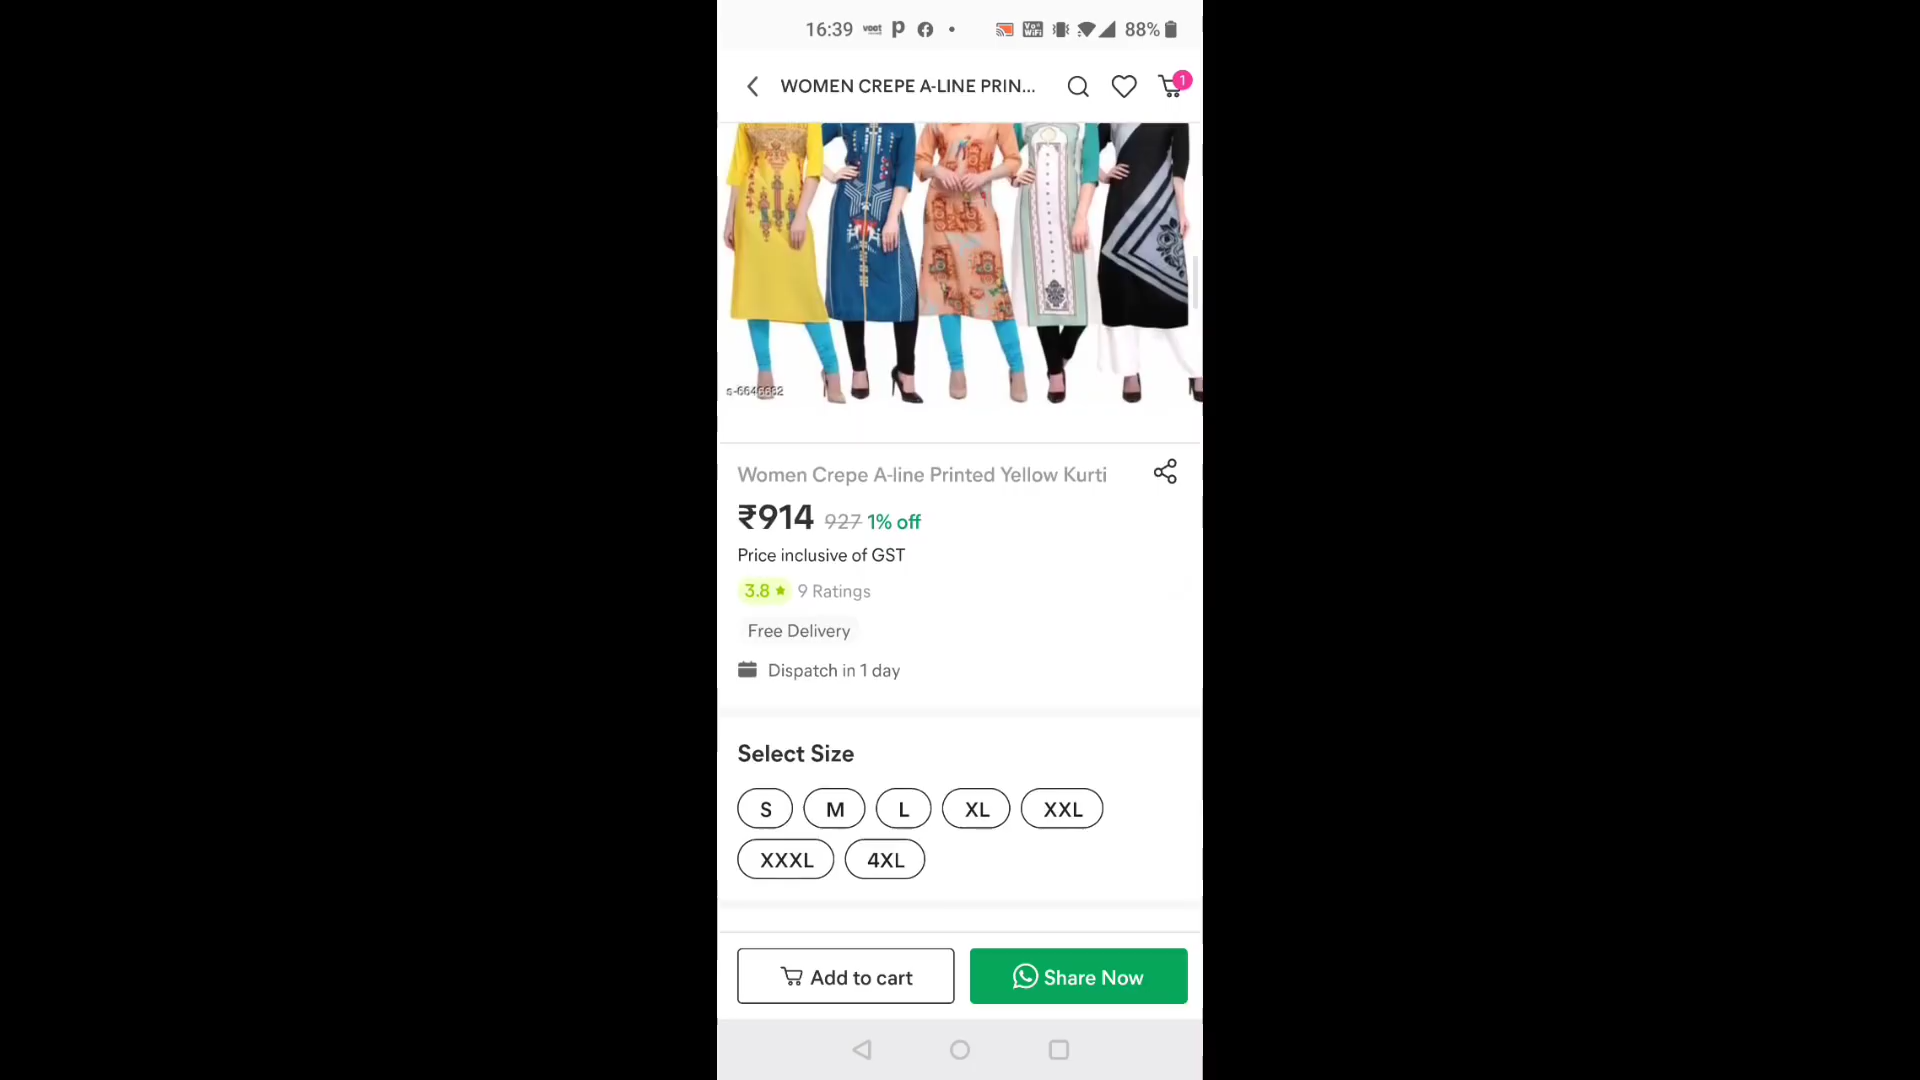 16:39 voot 88%
WOMEN CREPE A-LINE PRIN... 1
s-6646682
Women Crepe A-line Printed Yellow Kurti
₹914 927 1% off
Price inclusive of GST
3.8 ★ 9 Ratings
Free Delivery
Dispatch in 1 day
Select Size
S M L XL XXL
XXXL 4XL
Add to cart Share Now